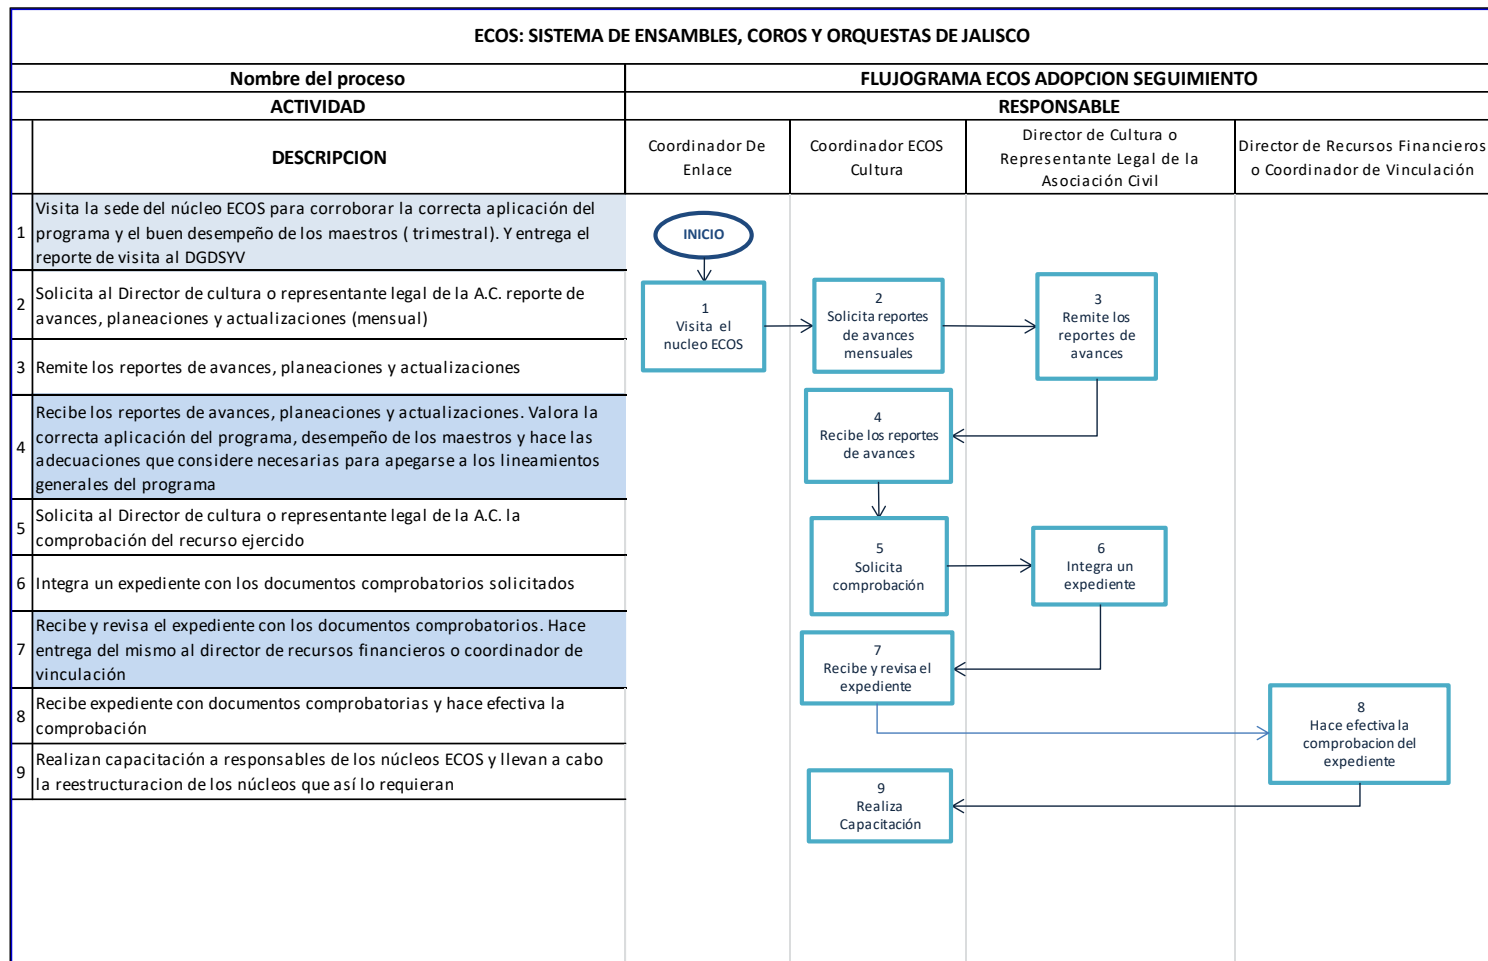 ECOS: SISTEMA DE ENSAMBLES, COROS Y ORQUESTAS DE JALISCO
Nombre del proceso
FLUJOGRAMA ECOS ADOPCION SEGUIMIENTO
ACTIVIDAD
RESPONSABLE
DESCRIPCION
Coordinador De
Enlace
Coordinador ECOS
Cultura
Director de Cultura o
Representante Legal de la
Asociación Civil
Director de Recursos Financieros
o Coordinador de Vinculación
1
Visita la sede del núcleo ECOS para corroborar la correcta aplicación del
programa y el buen desempeño de los maestros ( trimestral). Y entrega el
reporte de visita al DGDSYV
2
Solicita al Director de cultura o representante legal de la A.C. reporte de
avances, planeaciones y actualizaciones (mensual)
3
Remite los reportes de avances, planeaciones y actualizaciones
4
Recibe los reportes de avances, planeaciones y actualizaciones. Valora la
correcta aplicación del programa, desempeño de los maestros y hace las
adecuaciones que considere necesarias para apegarse a los lineamientos
generales del programa
5
Solicita al Director de cultura o representante legal de la A.C. la
comprobación del recurso ejercido
6
Integra un expediente con los documentos comprobatorios solicitados
7
Recibe y revisa el expediente con los documentos comprobatorios. Hace
entrega del mismo al director de recursos financieros o coordinador de
vinculación
8
Recibe expediente con documentos comprobatorias y hace efectiva la
comprobación
9
Realizan capacitación a responsables de los núcleos ECOS y llevan a cabo
la reestructuracion de los núcleos que así lo requieran
INICIO
1
Visita el
nucleo ECOS
2
Solicita reportes
de avances
mensuales
3
Remite los
reportes de
avances
4
Recibe los reportes
de avances
5
Solicita
comprobación
6
Integra un
expediente
7
Recibe y revisa el
expediente
8
Hace efectiva la
comprobacion del
expediente
9
Realiza
Capacitación